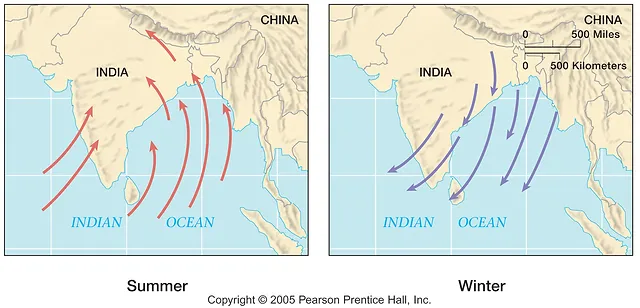 CHINA
INDIA
INDIAN OCEAN
Summer
CHINA
0 500 Miles
0 500 Kilometers
INDIA
INDIAN OCEAN
Winter
Copyright © 2005 Pearson Prentice Hall, Inc.